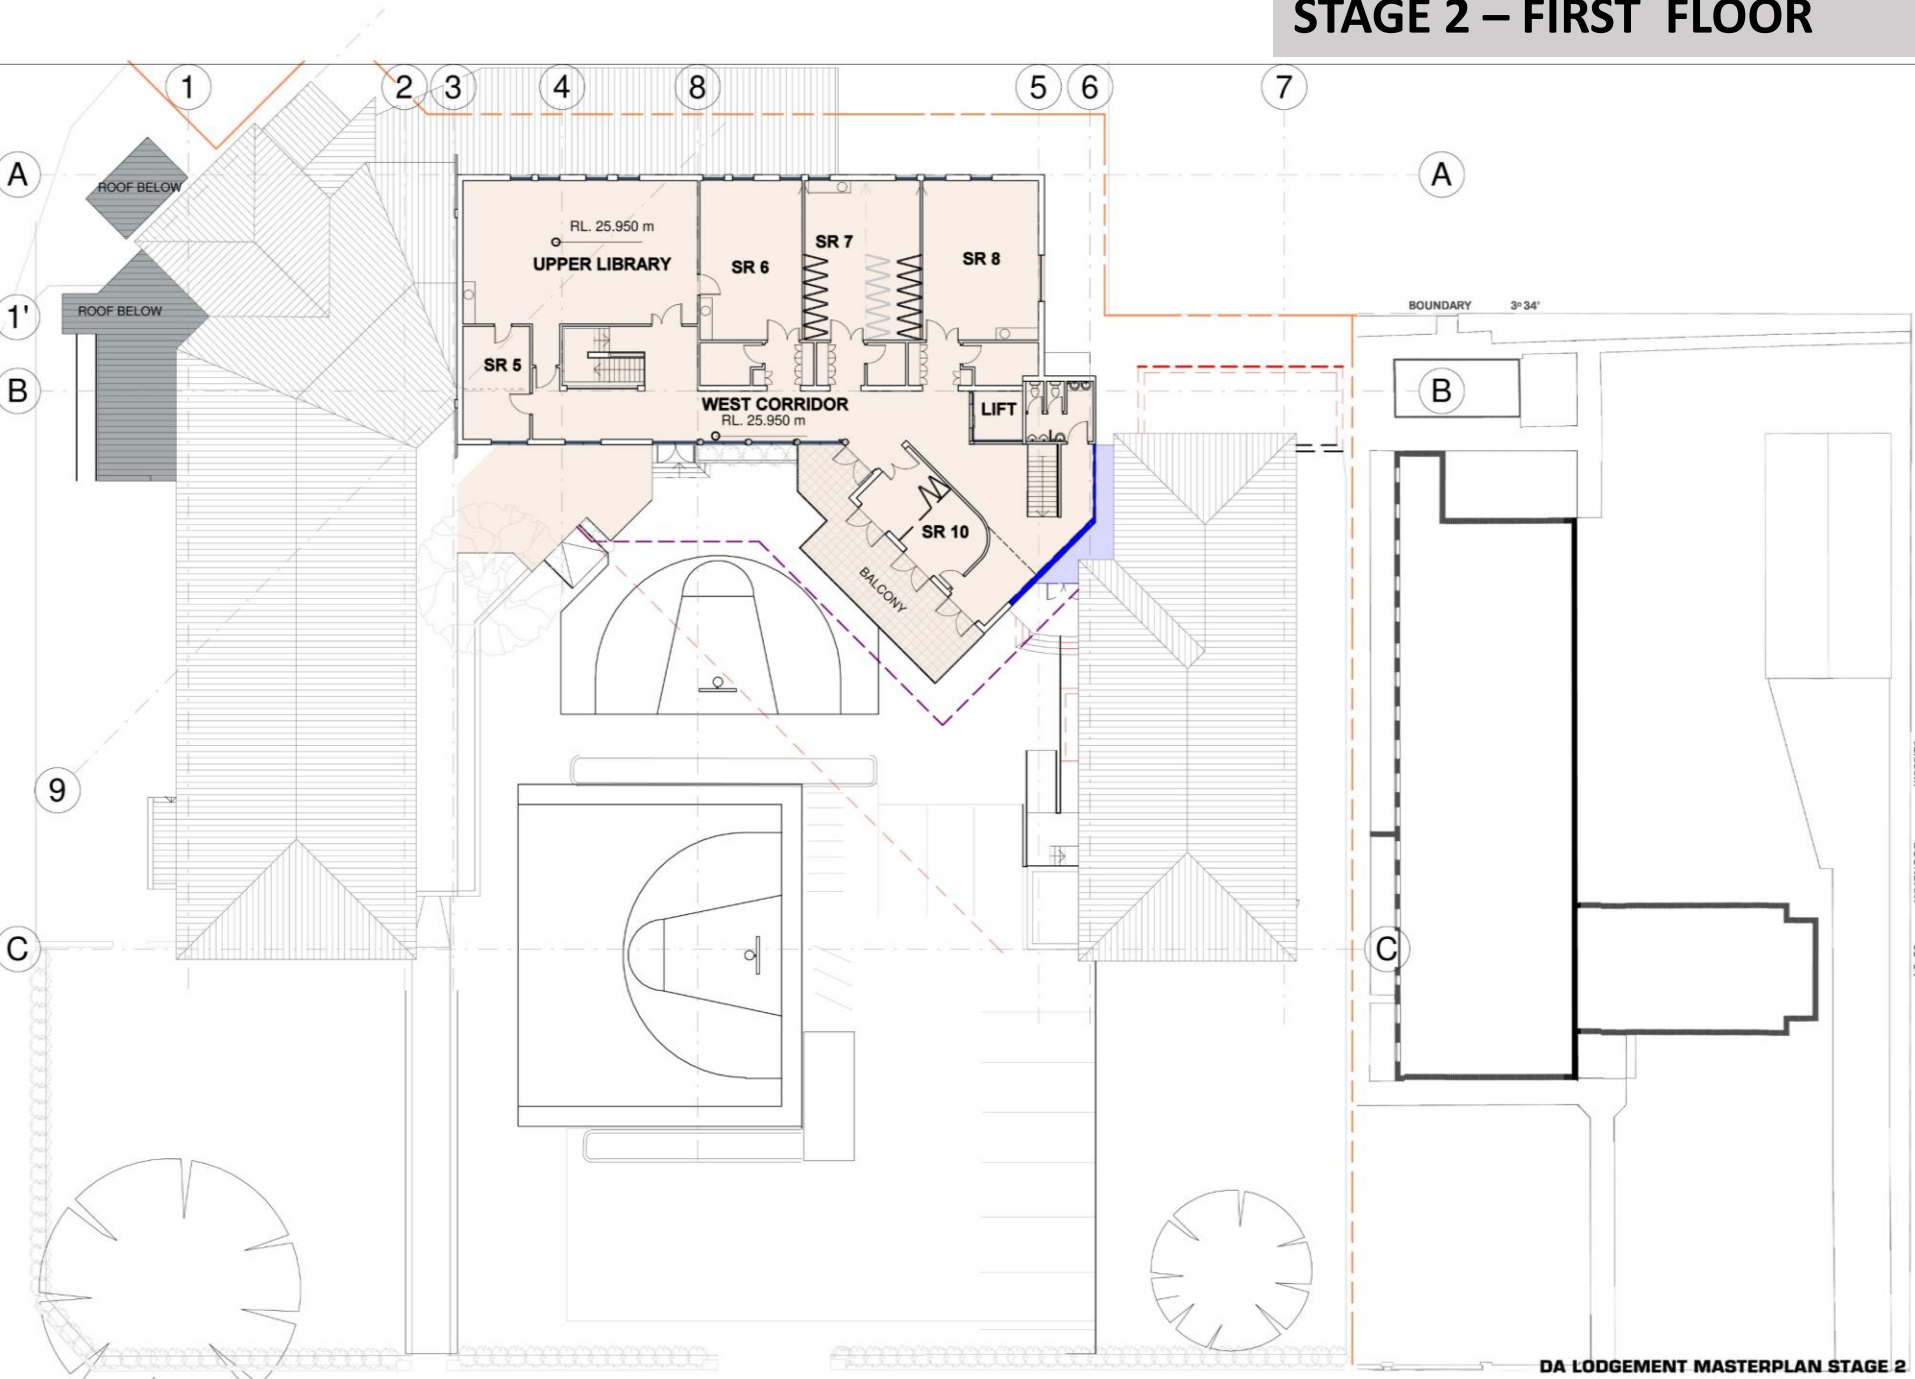 STAGE 2 – FIRST FLOOR
1
2
3
4
8
5
6
7
A
A
ROOF BELOW
RL. 25.950 m
UPPER LIBRARY
SR 6
SR 7
SR 8
1'
ROOF BELOW
BOUNDARY 3º 34'
SR 5
B
B
WEST CORRIDOR
RL. 25.950 m
LIFT
SR 10
BALCONY
9
C
C
DA LODGEMENT MASTERPLAN STAGE 2